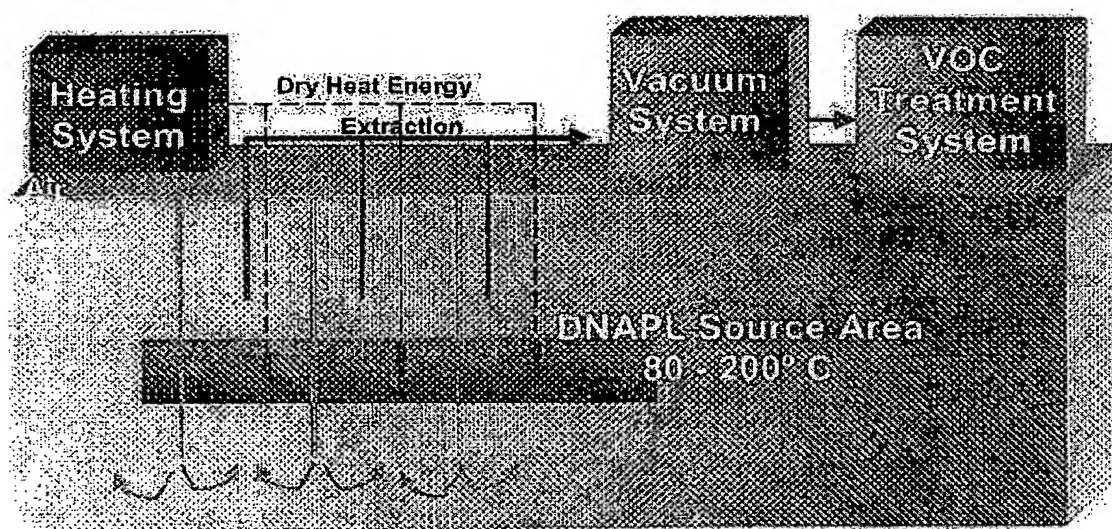 Heating
System
Dry Heat Energy
Extraction
Vacuum
System
VOC
Treatment
System
Air
DNAPL Source Area
80 - 200° C